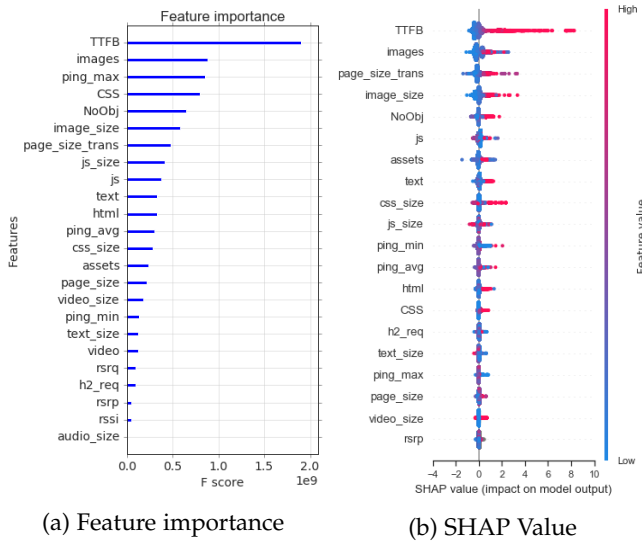 Feature importance
Features
TTFB
images
ping_max
CSS
NoObj
image_size
page_size_trans
js_size
js
text
html
ping_avg
css_size
assets
page_size
video_size
ping_min
text_size
video
rsrq
h2_req
rsrp
rssi
audio_size
0.0 0.5 1.0 1.5 2.0
F score 1e9
(a) Feature importance
High
TTFB
images
page_size_trans
image_size
NoObj
js
assets
text
css_size
js_size
ping_min
ping_avg
html
CSS
h2_req
text_size
ping_max
page_size
video_size
rsrp
Feature value
Low
−4 −2 0 2 4 6 8 10
SHAP value (impact on model output)
(b) SHAP Value